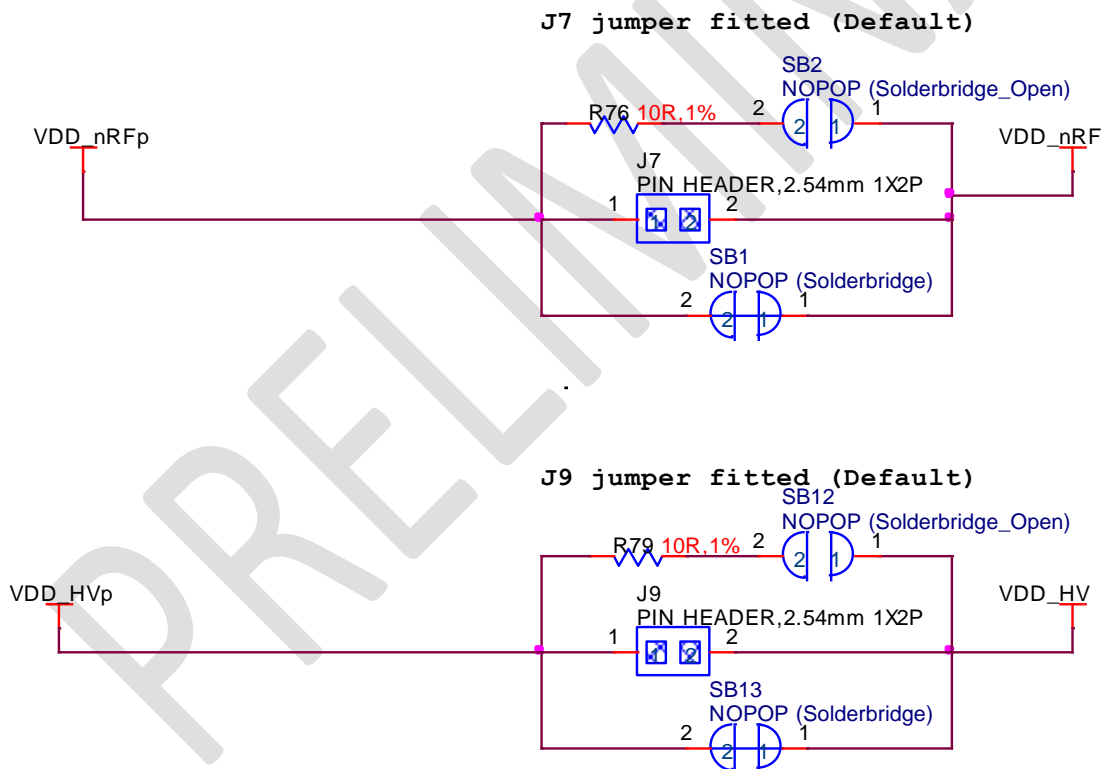 J7 jumper fitted (Default)
SB2
NOPOP (Solderbridge_Open)
R76 10R,1%
2
1
2 1
VDD_nRFp
VDD_nRF
J7
PIN HEADER,2.54mm 1X2P
1
2
1 2
SB1
NOPOP (Solderbridge)
2
1
2 1
J9 jumper fitted (Default)
SB12
NOPOP (Solderbridge_Open)
R79 10R,1%
2
1
2 1
VDD_HVp
VDD_HV
J9
PIN HEADER,2.54mm 1X2P
1
2
1 2
SB13
NOPOP (Solderbridge)
2
1
2 1
PRELIMIN